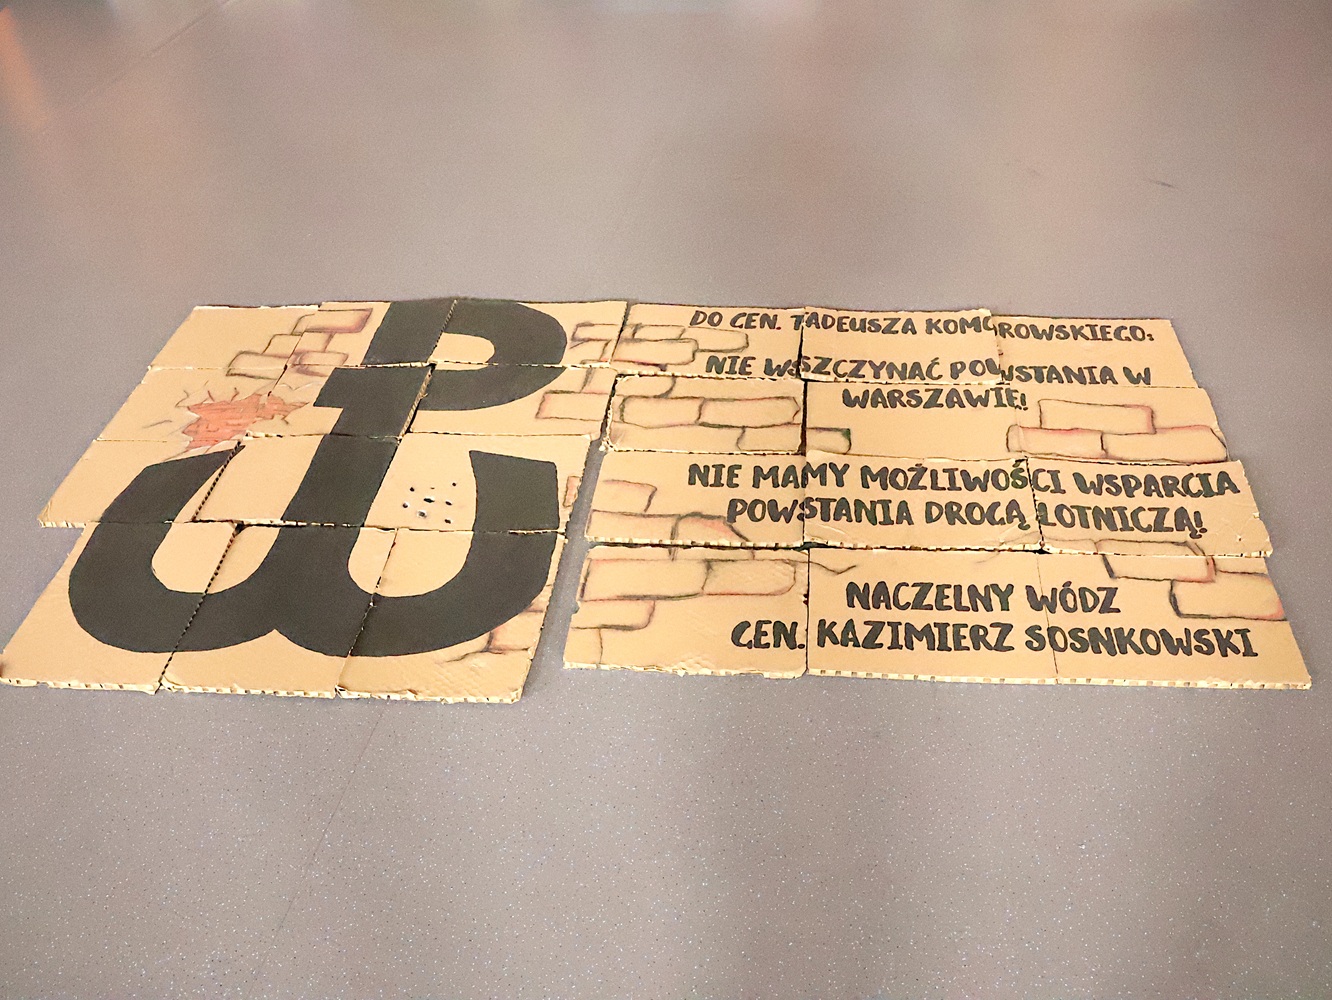 DO GEN. TADEUSZA KOMOROWSKIEGO:
NIE WSZCZYNAĆ POWSTANIA W
WARSZAWIE!
NIE MAMY MOŻLIWOŚCI WSPARCIA
POWSTANIA DROGĄ LOTNICZĄ!
NACZELNY WÓDZ
GEN. KAZIMIERZ SOSNKOWSKI